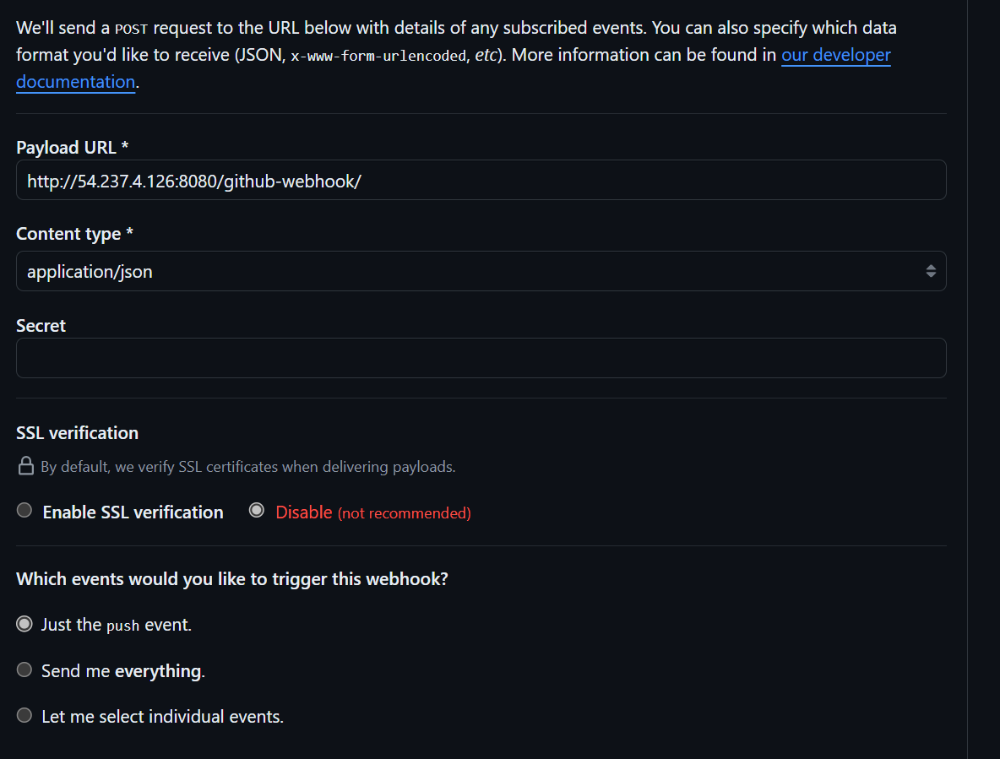 We'll send a POST request to the URL below with details of any subscribed events. You can also specify which data
format you'd like to receive (JSON, x-www-form-urlencoded, etc). More information can be found in our developer
documentation.
Payload URL *
http://54.237.4.126:8080/github-webhook/
Content type *
application/json
Secret
SSL verification
By default, we verify SSL certificates when delivering payloads.
Enable SSL verification Disable (not recommended)
Which events would you like to trigger this webhook?
Just the push event.
Send me everything.
Let me select individual events.